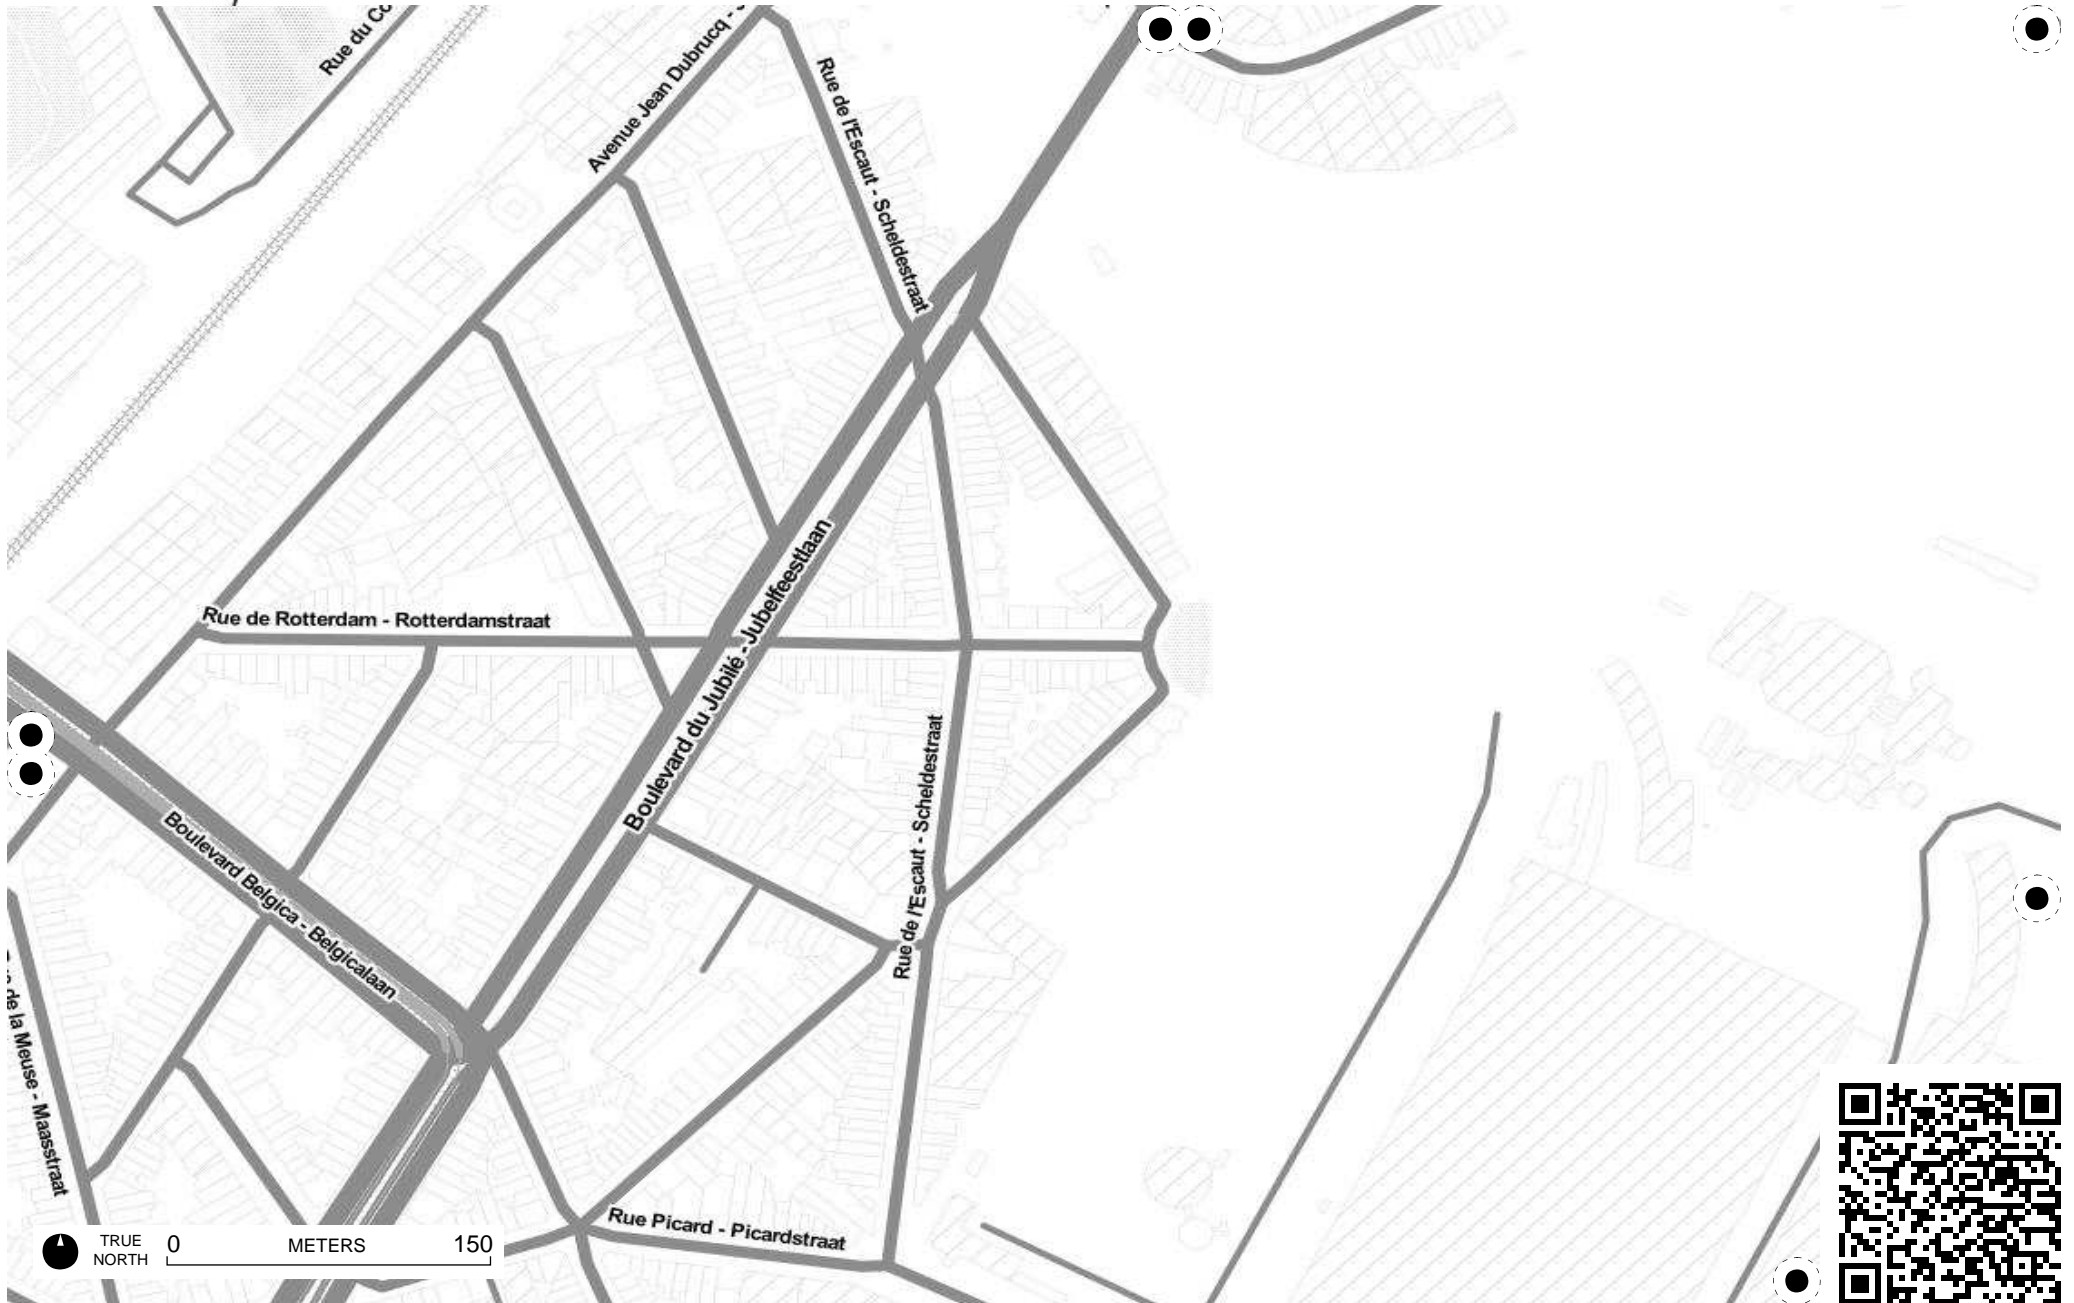 Rue du Co
Avenue Jean Dubrucq -
Rue de l'Escaut - Scheldestraat
Rue de Rotterdam - Rotterdamstraat
Boulevard du Jubilé - Jubelfeestlaan
Rue de l'Escaut - Scheldestraat
Boulevard Belgica - Belgicalaan
de la Meuse - Maasstraat
Rue Picard - Picardstraat
TRUE NORTH
0 METERS 150